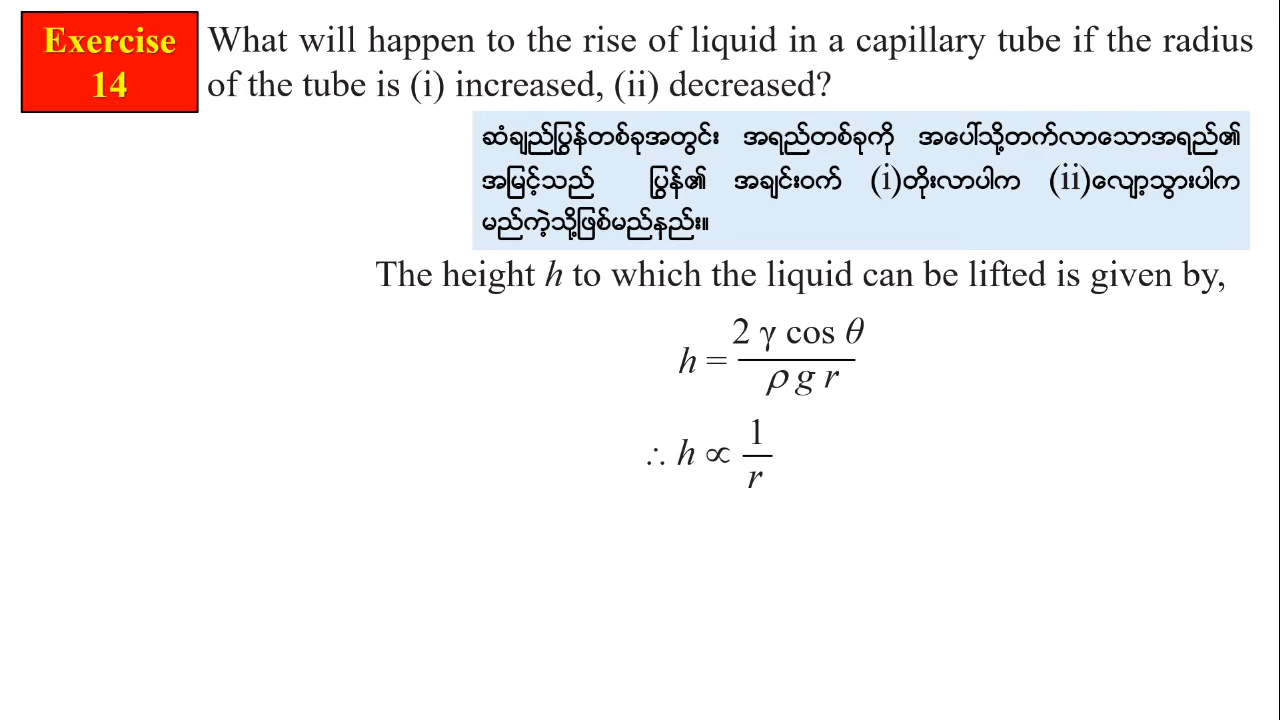 Exercise
14
What will happen to the rise of liquid in a capillary tube if the radius
of the tube is (i) increased, (ii) decreased?
ဆံချည်ပြွန်တစ်ခုအတွင်း အရည်တစ်ခုကို အပေါ်သို့တက်လာသောအရည်၏
အမြင့်သည် ပြွန်၏ အချင်းဝက် (i)တိုးလာပါက (ii)လျော့သွားပါက
မည်ကဲ့သို့ဖြစ်မည်နည်း။
The height h to which the liquid can be lifted is given by,
h = 2 γ cos θ / ρ g r
∴ h ∝ 1 / r